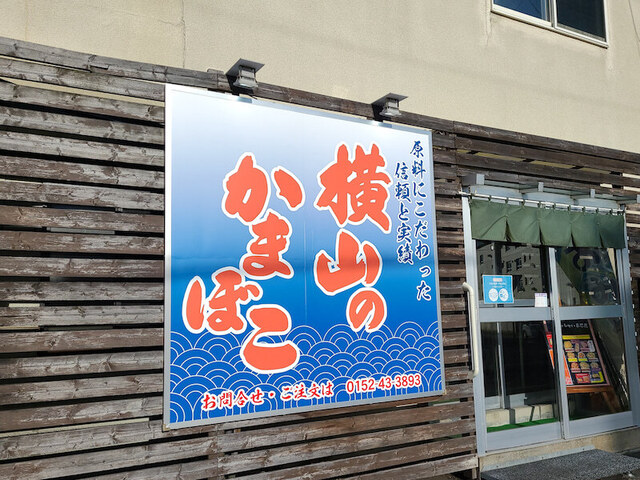 原料にこだわった
信頼と実績
横山の
かまぼこ
お問合せ・ご注文は 0152-43-3893